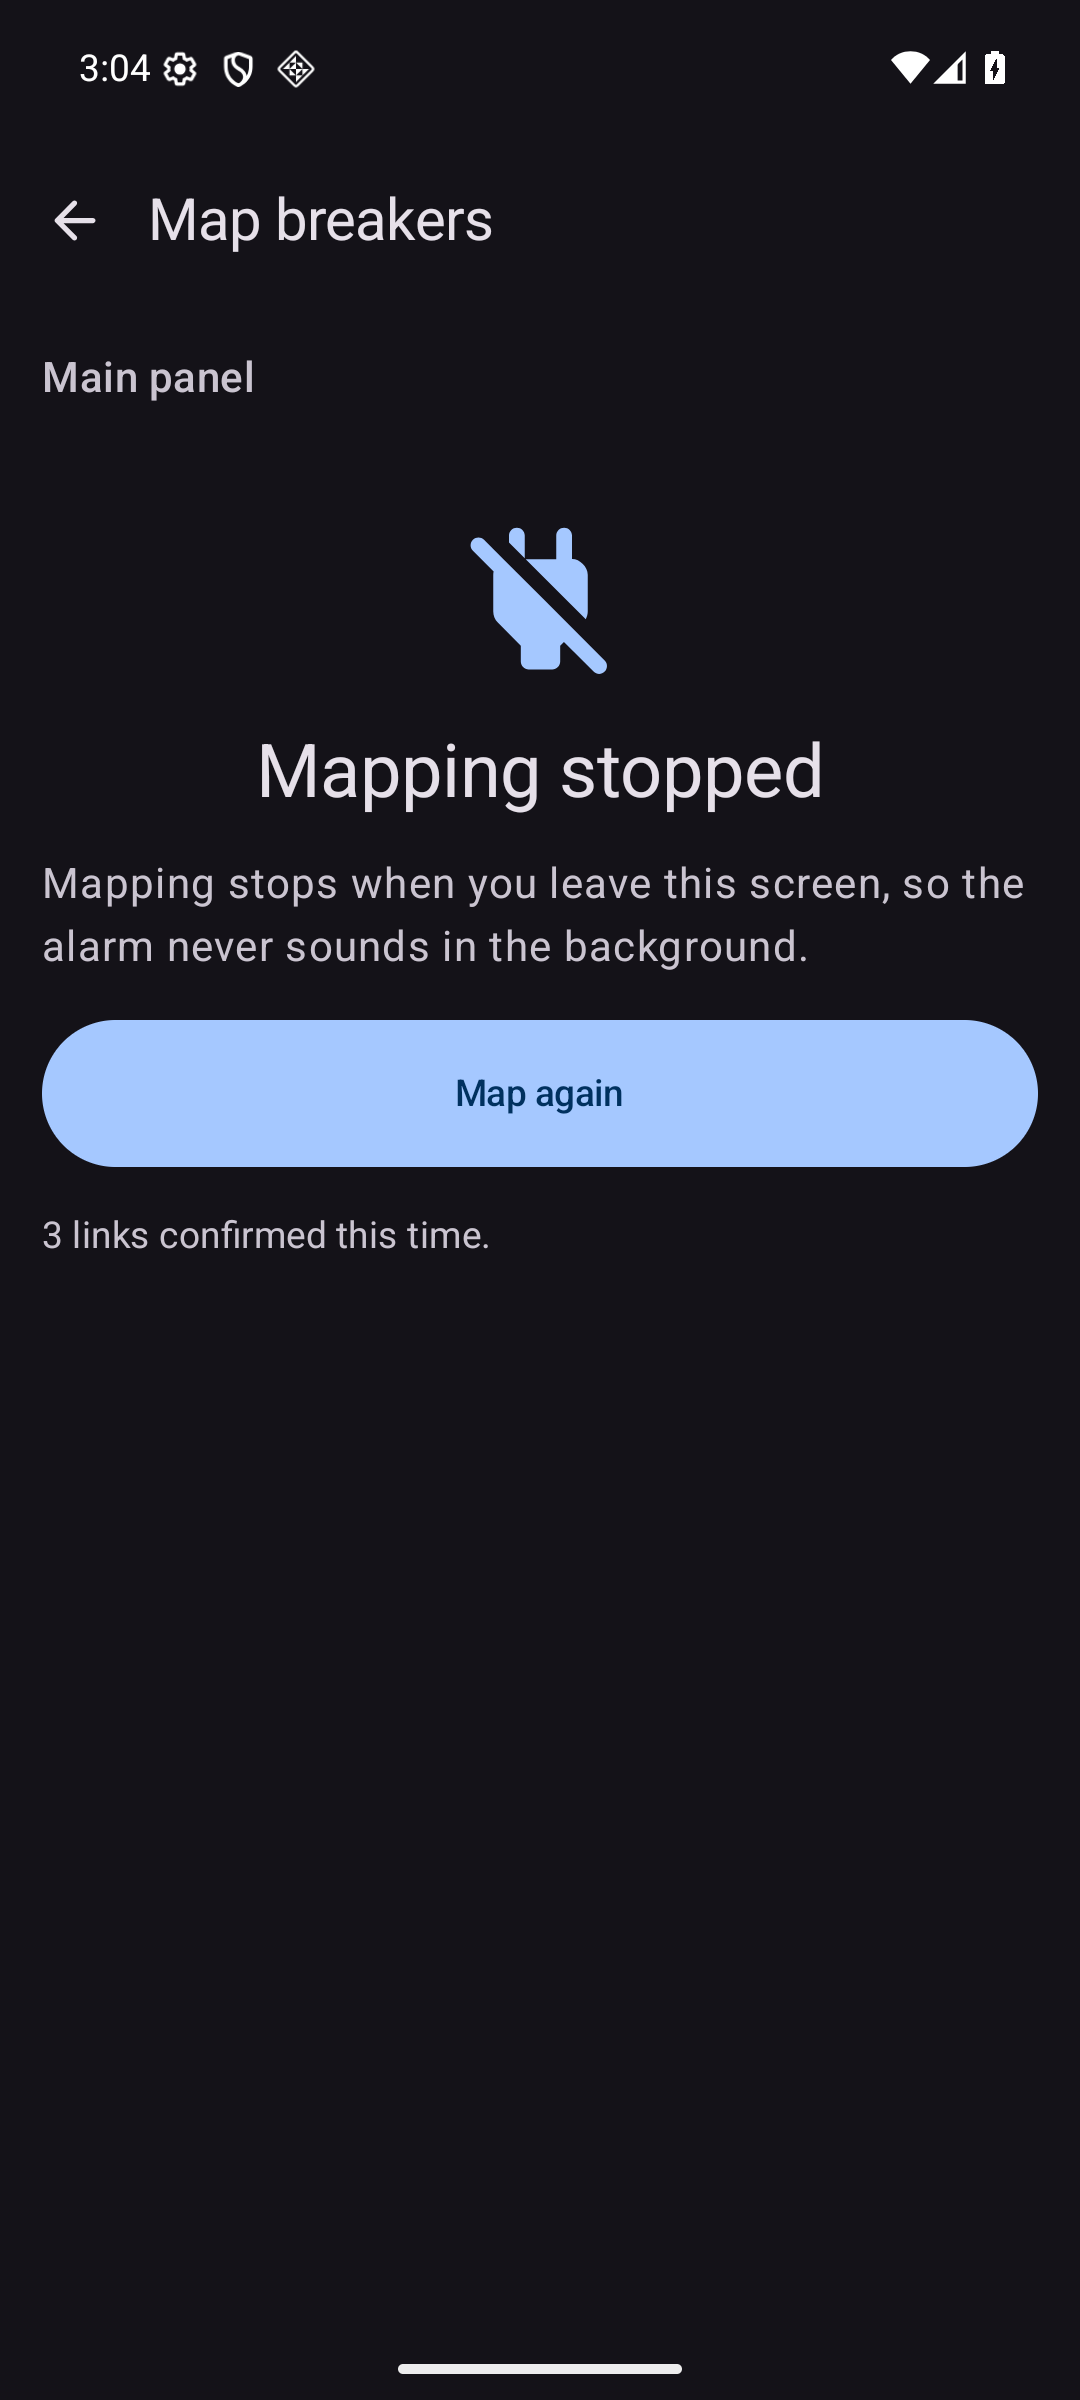 3:04
Map breakers
Main panel
Mapping stopped
Mapping stops when you leave this screen, so the
alarm never sounds in the background.
Map again
3 links confirmed this time.